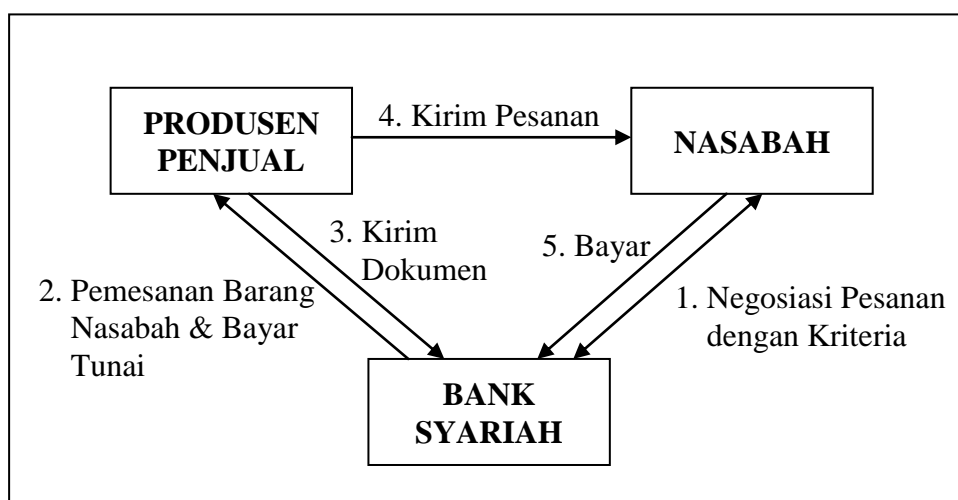 PRODUSEN
PENJUAL
4. Kirim Pesanan
NASABAH
3. Kirim
Dokumen
5. Bayar
2. Pemesanan Barang
Nasabah & Bayar
Tunai
1. Negosiasi Pesanan
dengan Kriteria
BANK
SYARIAH